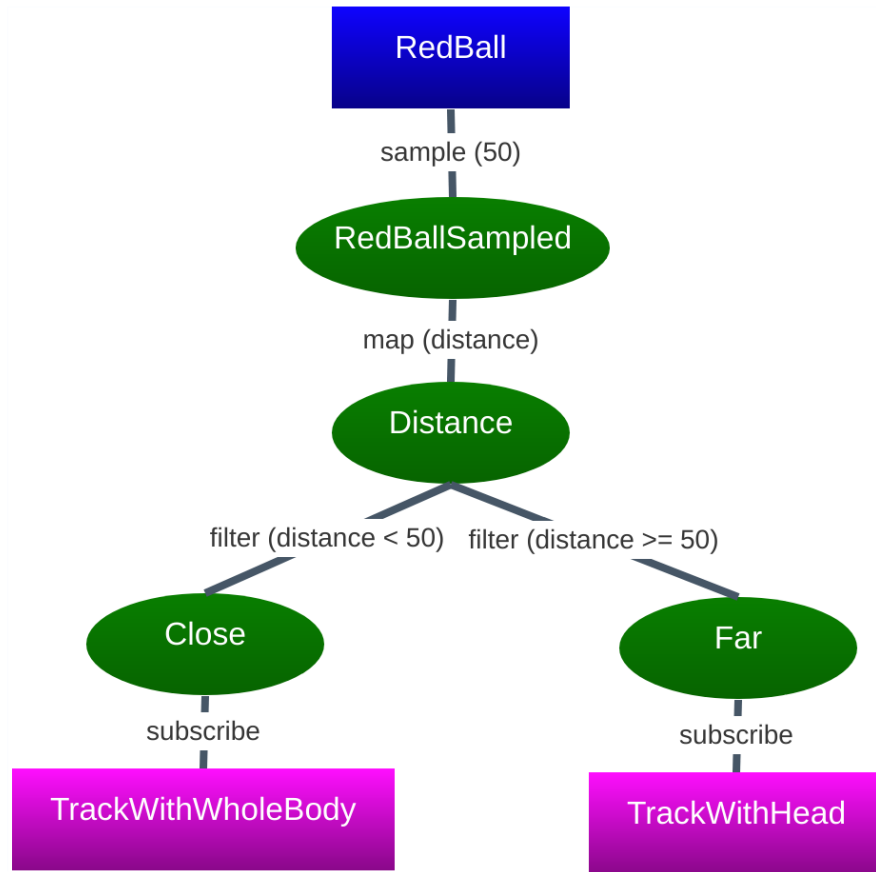 RedBall
sample (50)
RedBallSampled
map (distance)
Distance
filter (distance < 50)
filter (distance >= 50)
Close
Far
subscribe
subscribe
TrackWithWholeBody
TrackWithHead